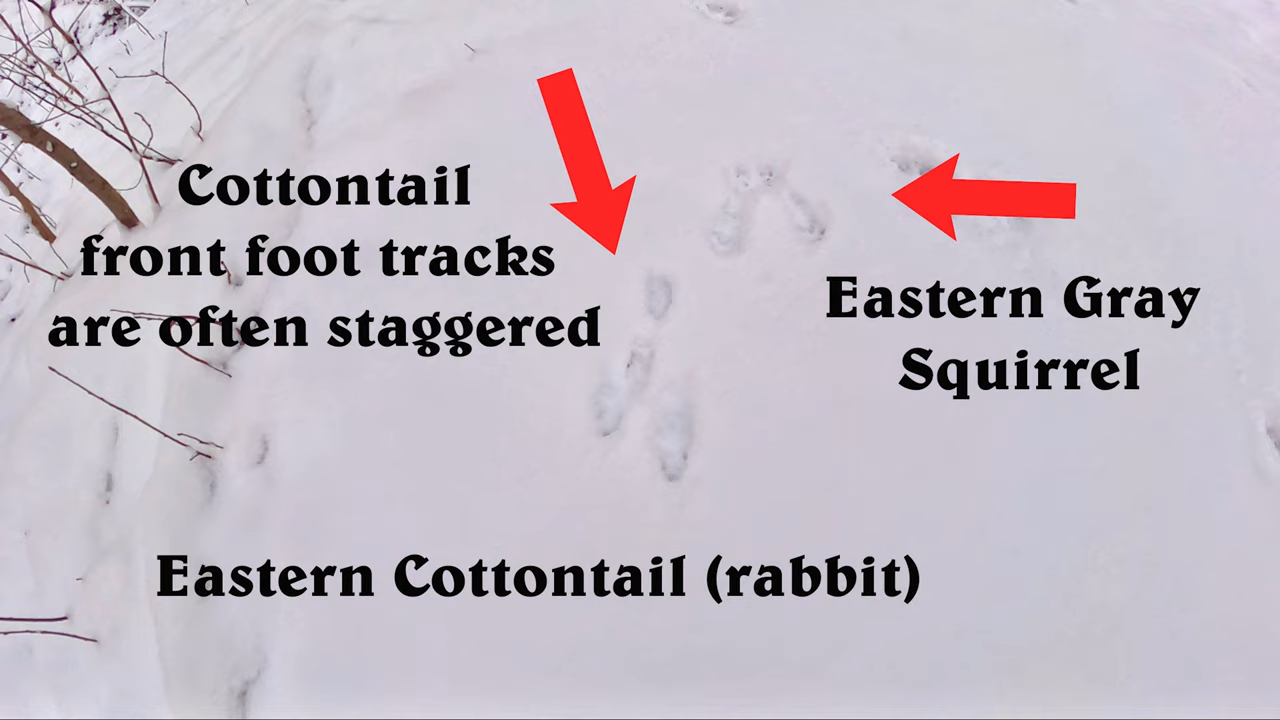 Cottontail
front foot tracks
are often staggered
Eastern Gray
Squirrel
Eastern Cottontail (rabbit)